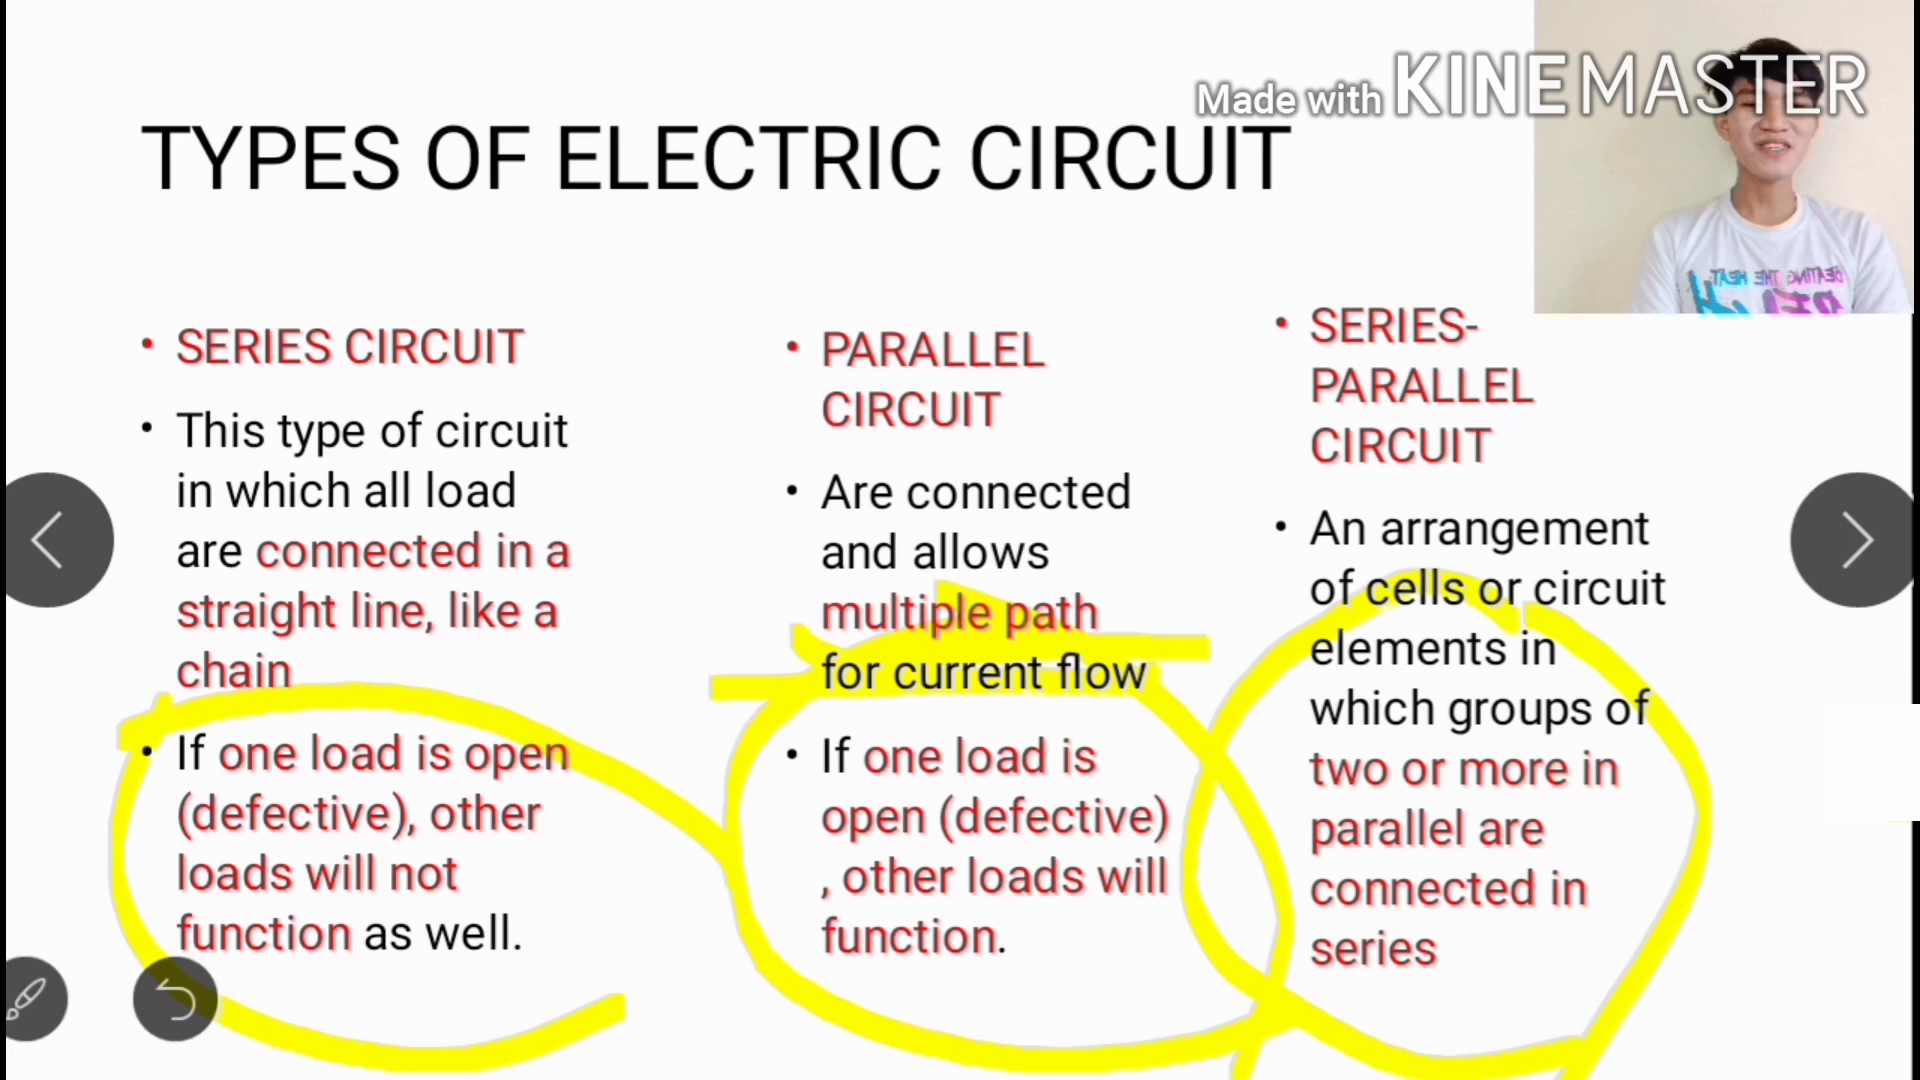 Made with KINEMASTER
TYPES OF ELECTRIC CIRCUIT
• SERIES CIRCUIT
• This type of circuit
in which all load
are connected in a
straight line, like a
chain
• If one load is open
(defective), other
loads will not
function as well.
• PARALLEL
CIRCUIT
• Are connected
and allows
multiple path
for current flow
• If one load is
open (defective)
, other loads will
function.
• SERIES-
PARALLEL
CIRCUIT
• An arrangement
of cells or circuit
elements in
which groups of
two or more in
parallel are
connected in
series
BEATING THE HEAT